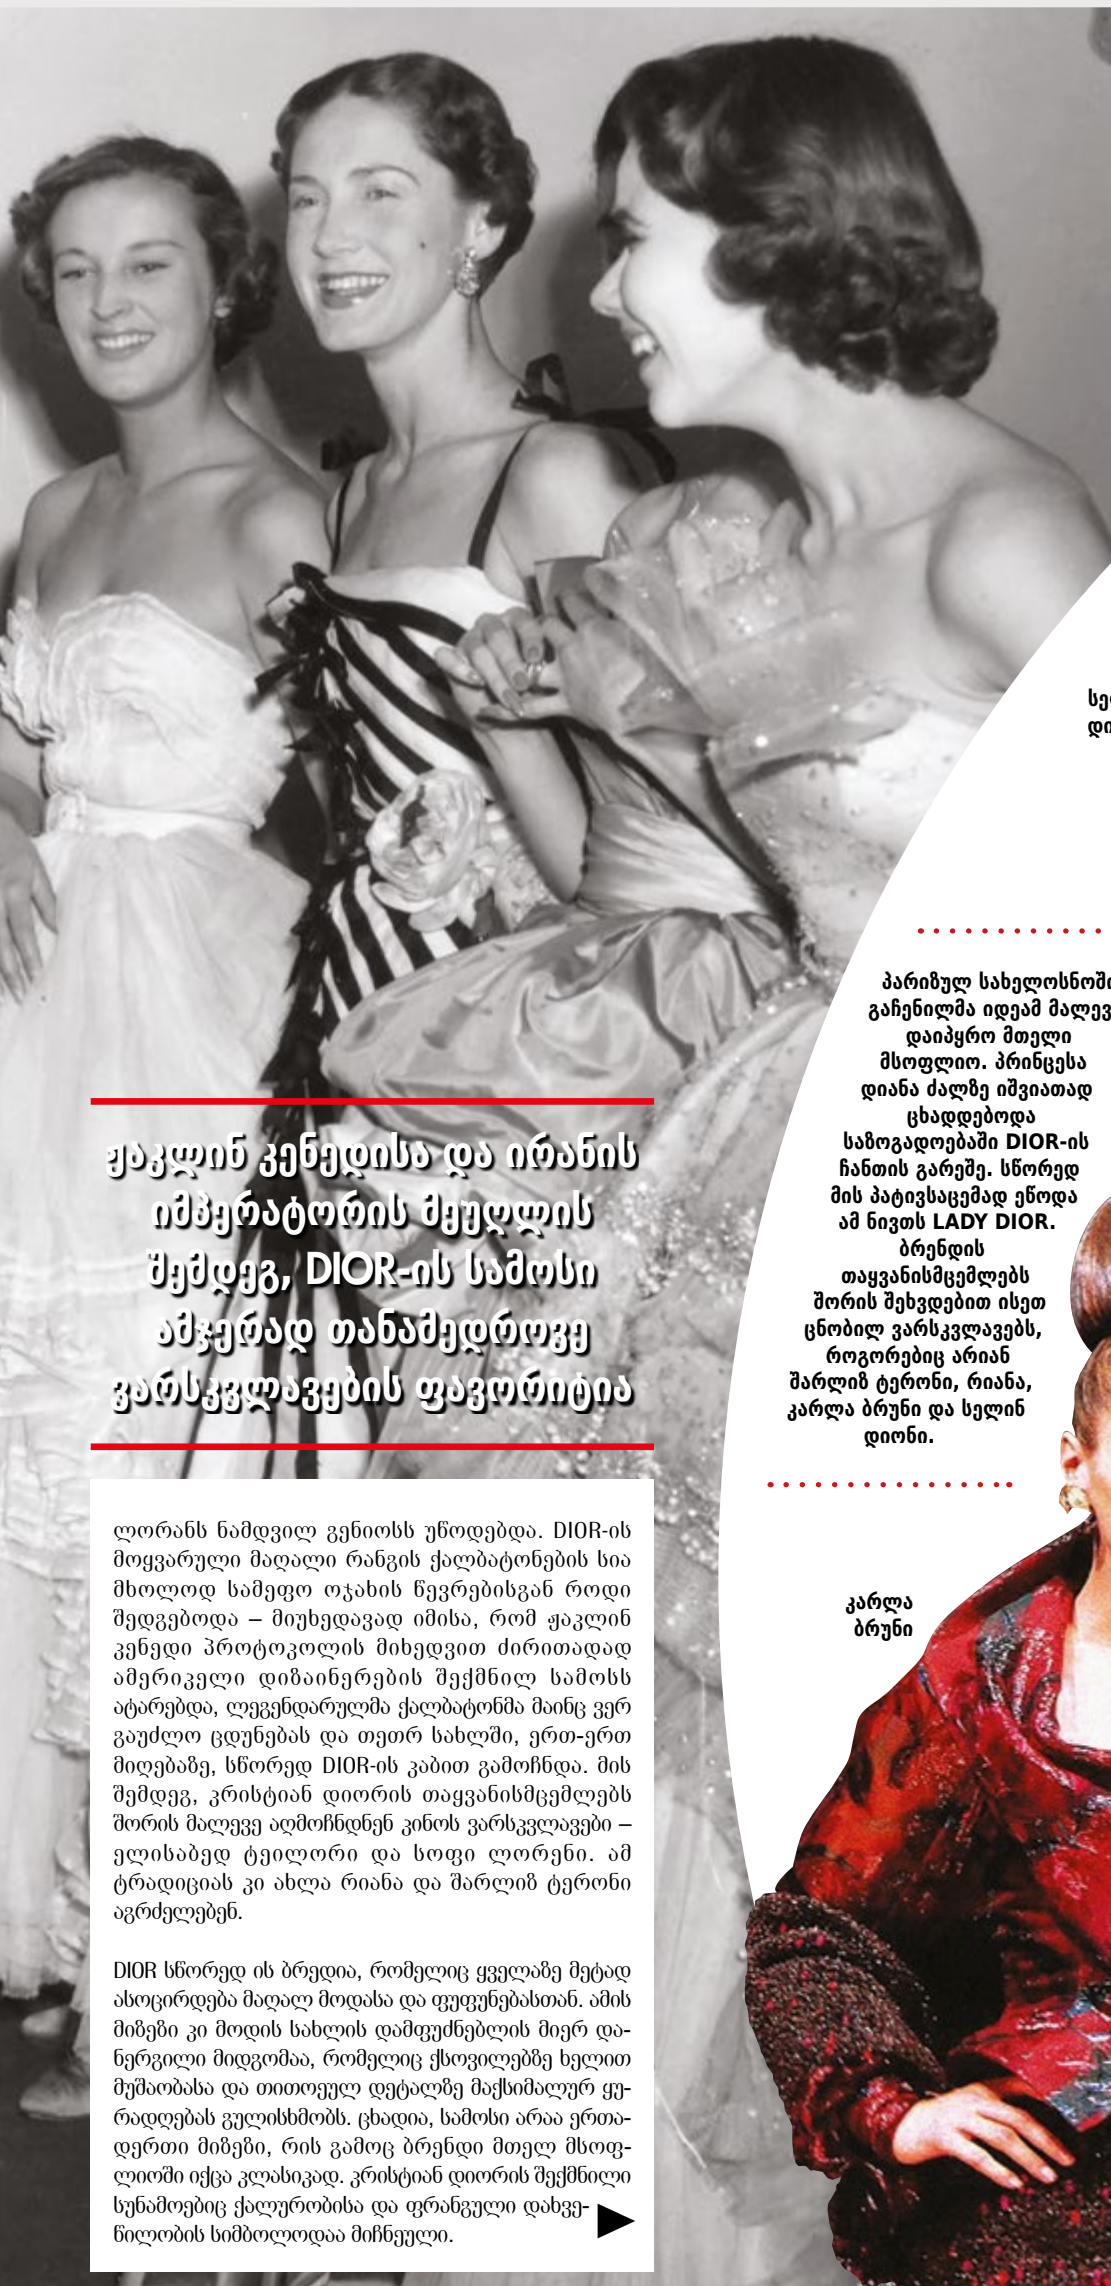 ჟაკლინ კენედისა და ირანის
იმპერატორის მეუღლის
შემდეგ, DIOR-ის სამოსი
ამჯერად თანამედროვე
ვარსკვლავების ფავორიტია
ლორანს ნამდვილ გენიოსს უწოდებდა. DIOR-ის
მოყვარული მაღალი რანგის ქალბატონების სია
მხოლოდ სამეფო ოჯახის წევრებისგან როდი
შედგებოდა – მიუხედავად იმისა, რომ ჟაკლინ
კენედი პროტოკოლის მიხედვით ძირითადად
ამერიკელი დიზაინერების შექმნილ სამოსს
ატარებდა, ლეგენდარულმა ქალბატონმა მაინც ვერ
გაუძლო ცდუნებას და თეთრ სახლში, ერთ-ერთ
მიღებაზე, სწორედ DIOR-ის კაბით გამოჩნდა. მის
შემდეგ, კრისტიან დიორის თაყვანისმცემლებს
შორის მალევე აღმოჩნდნენ კინოს ვარსკვლავები –
ელისაბედ ტეილორი და სოფი ლორენი. ამ
ტრადიციას კი ახლა რიანა და შარლიზ ტერონი
აგრძელებენ.
DIOR სწორედ ის ბრედია, რომელიც ყველაზე მეტად
ასოცირდება მაღალ მოდასა და ფუფუნებასთან. ამის
მიზეზი კი მოდის სახლის დამფუძნებლის მიერ და-
ნერგილი მიდგომაა, რომელიც ქსოვილებზე ხელით
მუშაობასა და თითოეულ დეტალზე მაქსიმალურ ყუ-
რადღებას გულისხმობს. ცხადია, სამოსი არაა ერთა-
დერთი მიზეზი, რის გამოც ბრენდი მთელ მსოფ-
ლიოში იქცა კლასიკად. კრისტიან დიორის შექმნილი
სუნამოებიც ქალურობისა და ფრანგული დახვე-
წილობის სიმბოლოდაა მიჩნეული.
პარიზულ სახელოსნოში
გაჩენილმა იდეამ მალევ
დაიპყრო მთელი
მსოფლიო. პრინცესა
დიანა ძალზე იშვიათად
ცხადდებოდა
საზოგადოებაში DIOR-ის
ჩანთის გარეშე. სწორედ
მის პატივსაცემად ეწოდა
ამ ნივთს LADY DIOR.
ბრენდის
თაყვანისმცემლებს
შორის შეხვდებით ისეთ
ცნობილ ვარსკვლავებს,
როგორებიც არიან
შარლიზ ტერონი, რიანა,
კარლა ბრუნი და სელინ
დიონი.
კარლა
ბრუნი